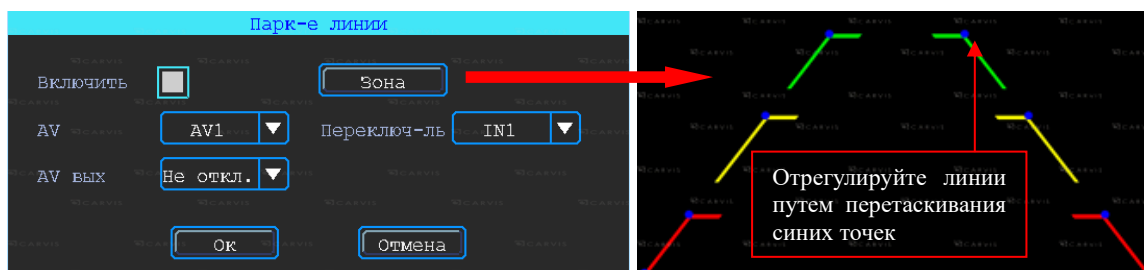 Парк-е линии
Включить Зона
AV AV1 Переключ-ль IN1
AV вых Не откл.
Ок Отмена
Отрегулируйте линии
путем перетаскивания
синих точек